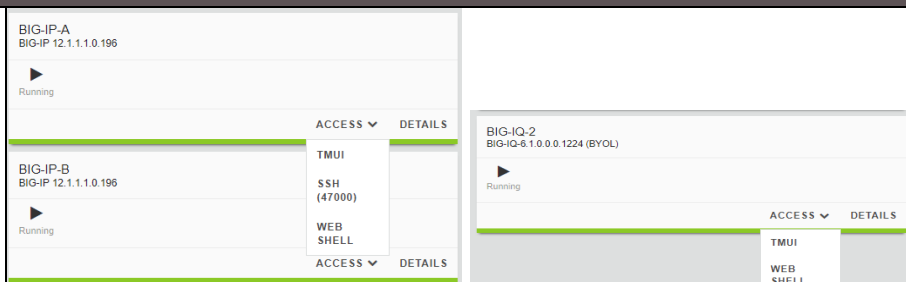 BIG-IP-A
BIG-IP 12.1.1.1.0.196
Running
ACCESS DETAILS
TMUI
SSH
(47000)
WEB
SHELL
BIG-IP-B
BIG-IP 12.1.1.1.0.196
Running
ACCESS DETAILS
BIG-IQ-2
BIG-IQ-6.1.0.0.0.1224 (BYOL)
Running
ACCESS DETAILS
TMUI
WEB
SHELL